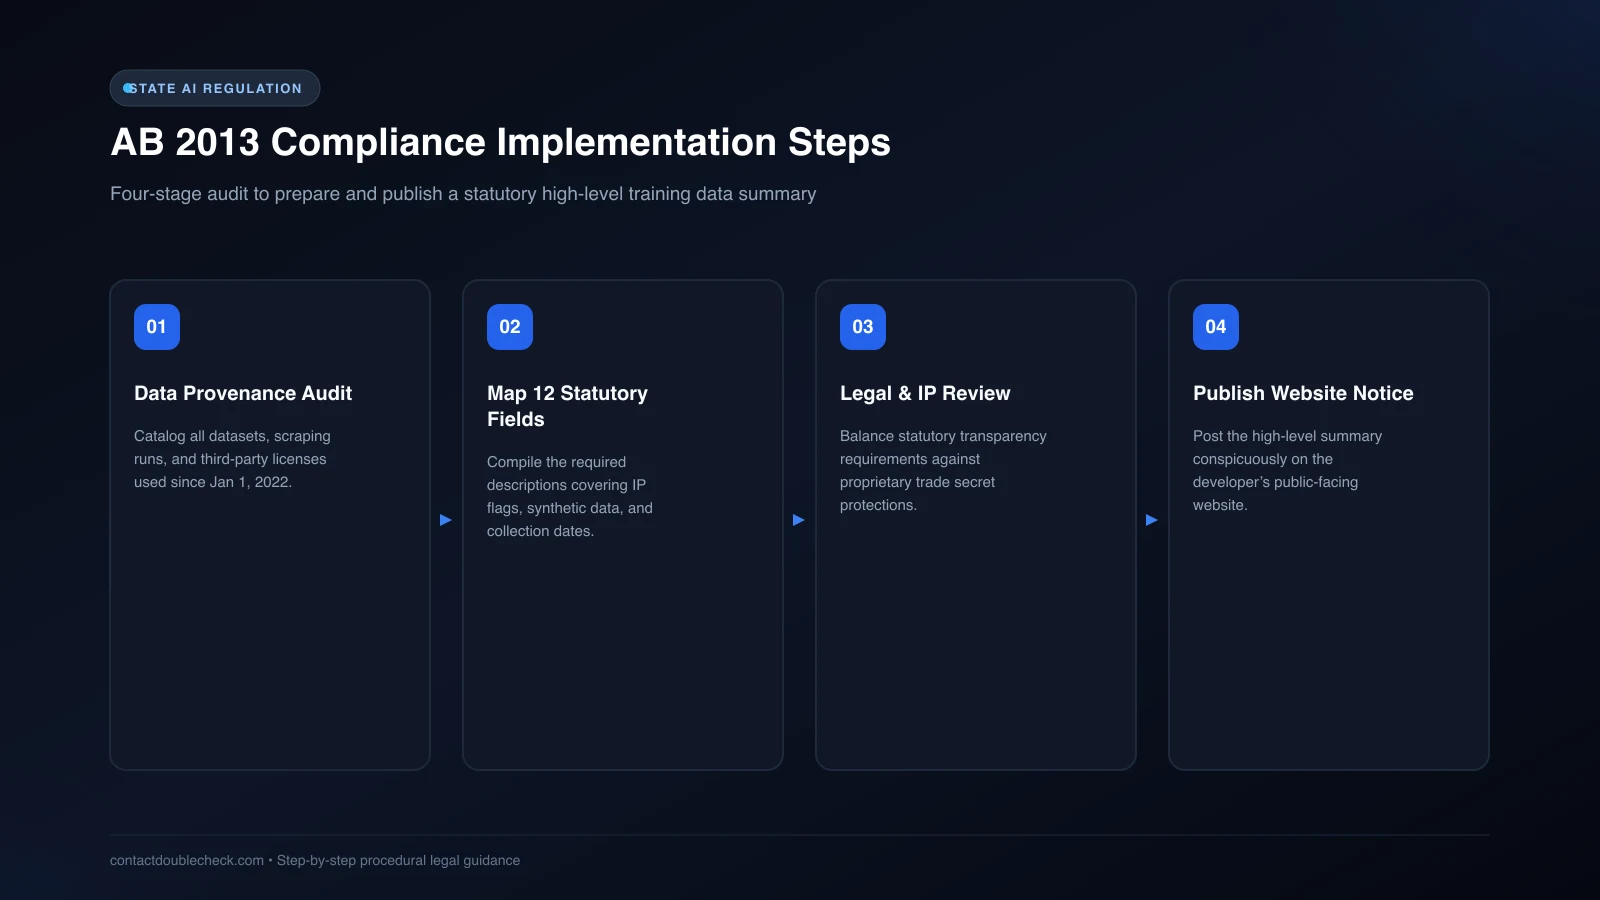 STATE AI REGULATION
AB 2013 Compliance Implementation Steps
Four-stage audit to prepare and publish a statutory high-level training data summary
01
Data Provenance Audit
Catalog all datasets, scraping
runs, and third-party licenses
used since Jan 1, 2022.
02
Map 12 Statutory
Fields
Compile the required
descriptions covering IP
flags, synthetic data, and
collection dates.
03
Legal & IP Review
Balance statutory transparency
requirements against
proprietary trade secret
protections.
04
Publish Website Notice
Post the high-level summary
conspicuously on the
developer’s public-facing
website.
contactdoublecheck.com • Step-by-step procedural legal guidance